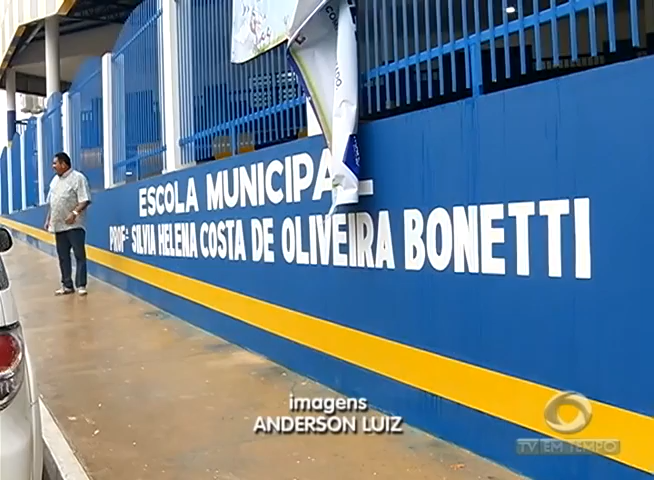 ESCOLA MUNICIPAL
PROFª SILVIA HELENA COSTA DE OLIVEIRA BONETTI
imagens
ANDERSON LUIZ
TV EM TEMPO